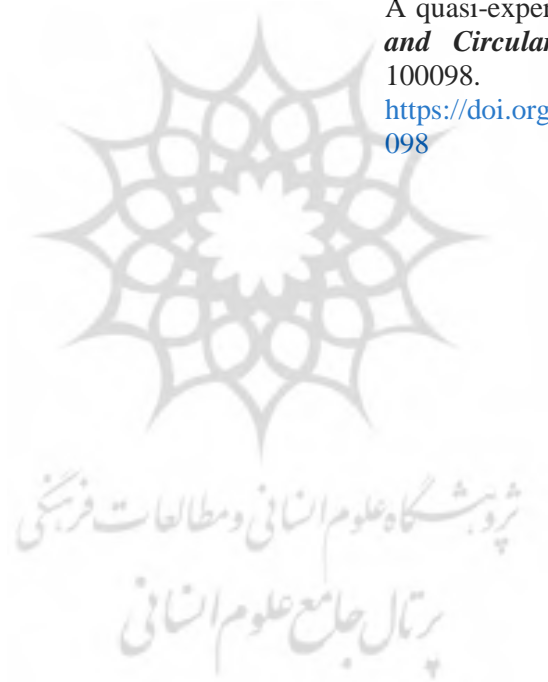 A quasi-exper
and Circular
100098.
https://doi.org
098
پژوهشگاه علوم انسانی و مطالعات فرهنگی
پرتال جامع علوم انسانی